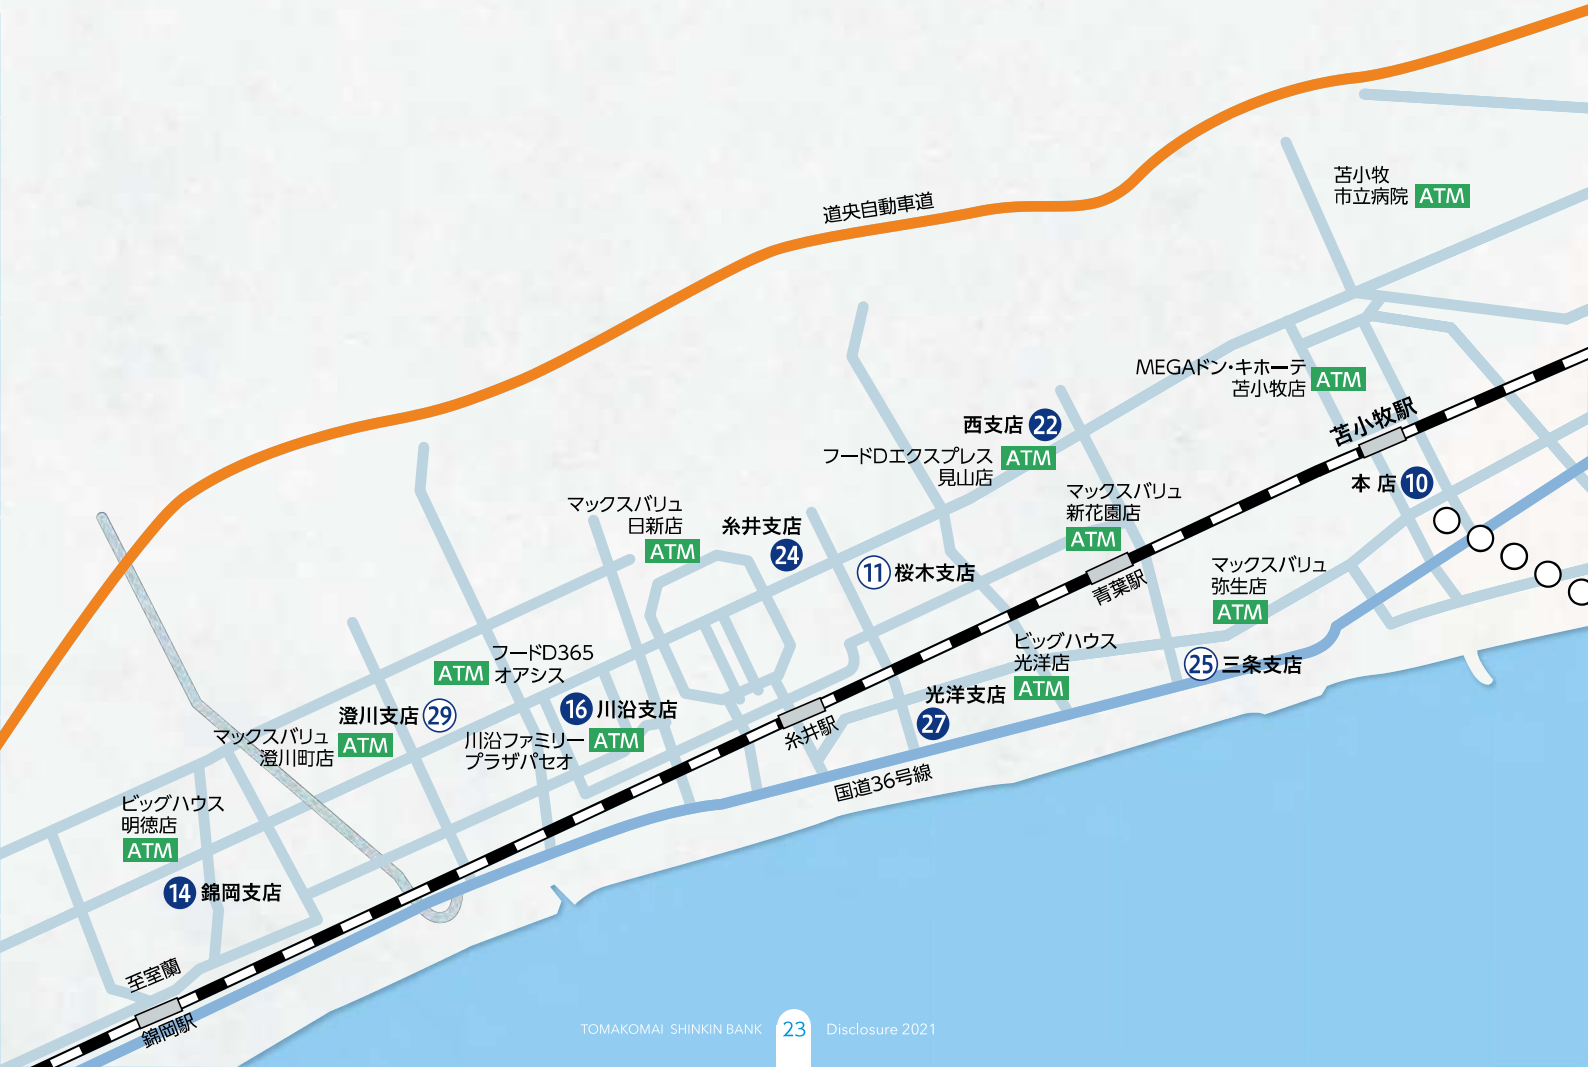 道央自動車道
苫小牧
市立病院 ATM
MEGAドン・キホーテ
苫小牧店
ATM
苫小牧駅
本 店 10
西支店 22
フードDエクスプレス
見山店
ATM
マックスバリュ
新花園店
ATM
マックスバリュ
日新店
ATM
糸井支店
24
11 桜木支店
青葉駅
マックスバリュ
弥生店
ATM
ビッグハウス
光洋店
ATM
25 三条支店
光洋支店
27
フードD365
オアシス
ATM
16 川沿支店
川沿ファミリー
プラザパセオ
ATM
澄川支店 29
マックスバリュ
澄川町店
ATM
糸井駅
国道36号線
ビッグハウス
明徳店
ATM
14 錦岡支店
至室蘭
錦岡駅
TOMAKOMAI SHINKIN BANK 23 Disclosure 2021